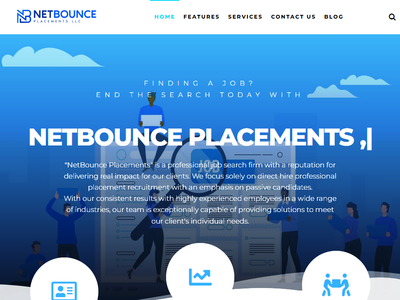 NETBOUNCE
PLACEMENTS LLC
HOME FEATURES SERVICES CONTACT US BLOG
FINDING A JOB?
END THE SEARCH TODAY WITH
NETBOUNCE PLACEMENTS ,|
JOB
"NetBounce Placements" is a professional job search firm with a reputation for
delivering real impact for our clients. We focus solely on direct hire professional
placement recruitment with an emphasis on passive candidates.
With our consistent results with highly experienced employees in a wide range
of industries, our team is exceptionally capable of providing solutions to meet
our client's individual needs.